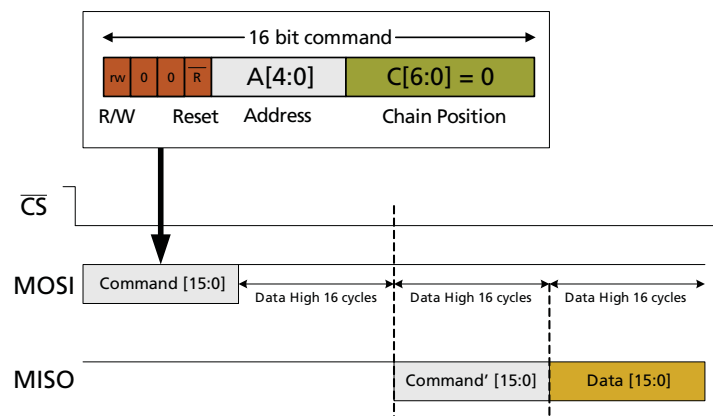 16 bit command
rw 0 0 R̅ A[4:0] C[6:0] = 0
R/W Reset Address Chain Position
C̅S̅
MOSI Command [15:0] Data High 16 cycles Data High 16 cycles Data High 16 cycles
MISO Command’ [15:0] Data [15:0]